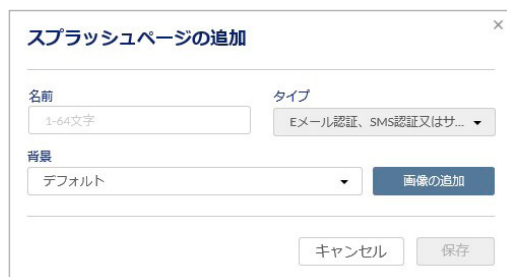 スプラッシュページの追加
×
名前
タイプ
1-64文字
Eメール認証、SMS認証又はサ...
背景
デフォルト
画像の追加
キャンセル
保存